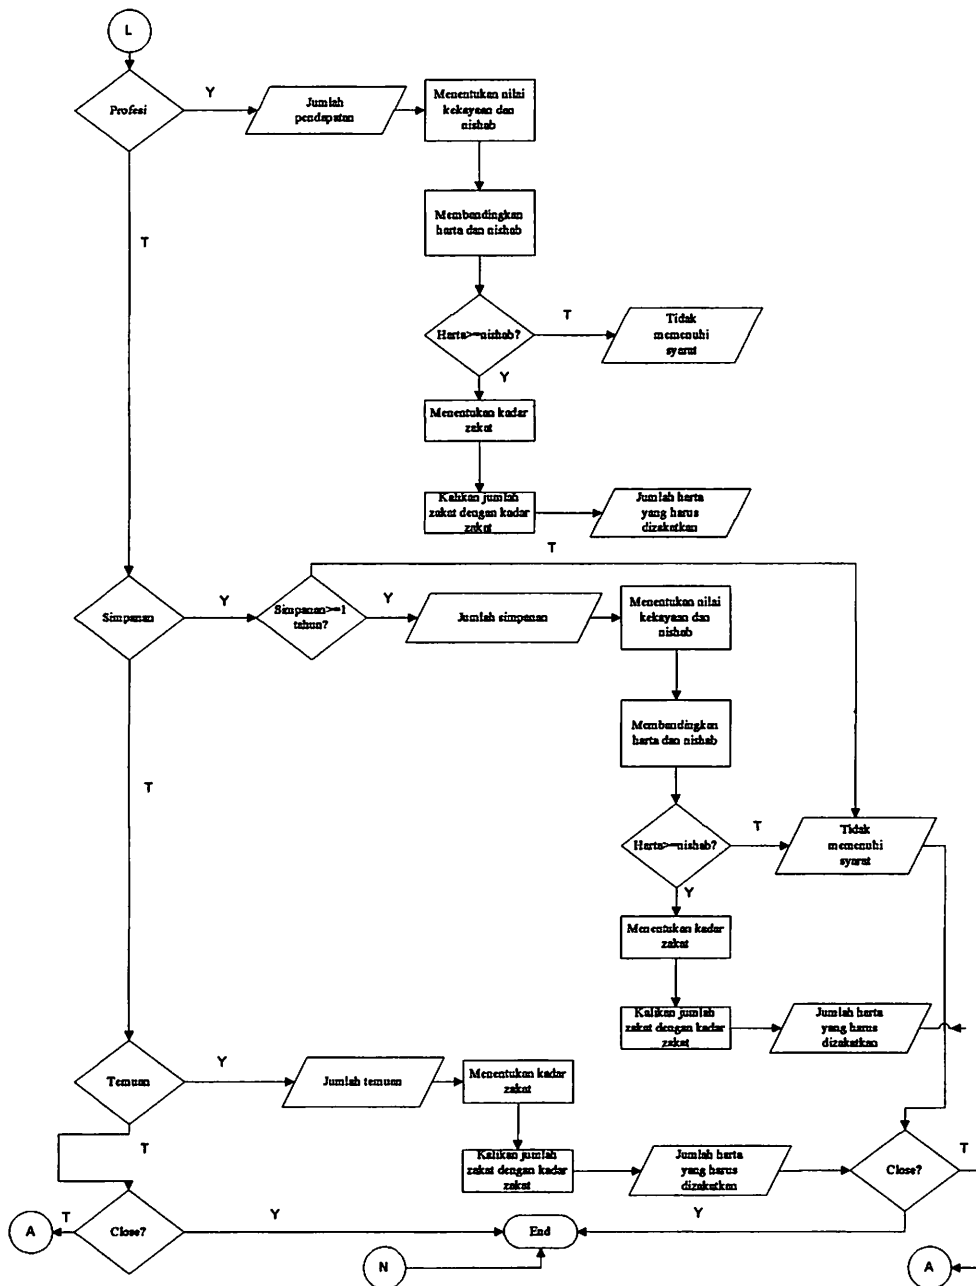 L
Profesi
Y
Jumlah
pendapatan
Menentukan nilai
kekayaan dan
nishab
T
Membandingkan
harta dan nishab
Harta>=nishab?
T
Tidak
memenuhi
syarat
Y
Menentukan kadar
zakat
Kalikan jumlah
zakat dengan kadar
zakat
Jumlah harta
yang harus
dizakatkan
T
Simpanan
Y
Simpanan>=1
tahun?
Y
Jumlah simpanan
Menentukan nilai
kekayaan dan
nishab
Membandingkan
harta dan nishab
T
Harta>=nishab?
T
Tidak
memenuhi
syarat
Y
Menentukan kadar
zakat
Kalikan jumlah
zakat dengan kadar
zakat
Jumlah harta
yang harus
dizakatkan
Temuan
Y
Jumlah temuan
Menentukan kadar
zakat
T
Kalikan jumlah
zakat dengan kadar
zakat
Jumlah harta
yang harus
dizakatkan
Close?
T
A
T
Close?
Y
End
Y
N
A